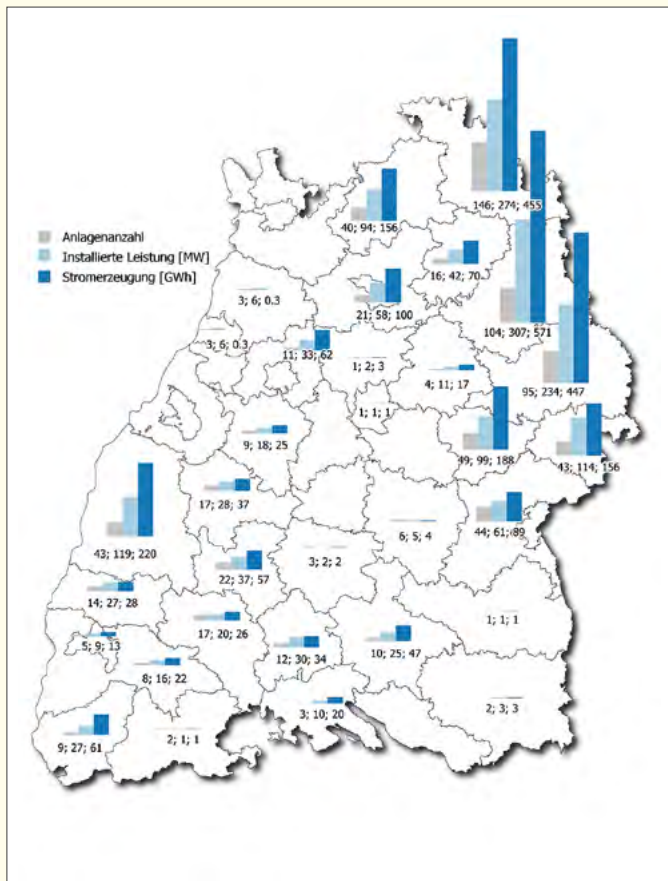 146; 274; 455
40; 94; 156
Anlagenanzahl
Installierte Leistung [MW]
Stromerzeugung [GWh]
16; 42; 70
3; 6; 0.3
21; 58; 100
104; 307; 571
3; 6; 0.3
11; 33; 62
1; 2; 3
4; 11; 17
95; 234; 447
1; 1; 1
9; 18; 25
49; 99; 188
43; 114; 156
17; 28; 37
43; 119; 220
6; 5; 4
44; 61; 89
3; 2; 2
22; 37; 57
14; 27; 28
17; 20; 26
1; 1; 1
5; 9; 13
12; 30; 34
10; 25; 47
8; 16; 22
3; 10; 20
2; 3; 3
9; 27; 61
2; 1; 1